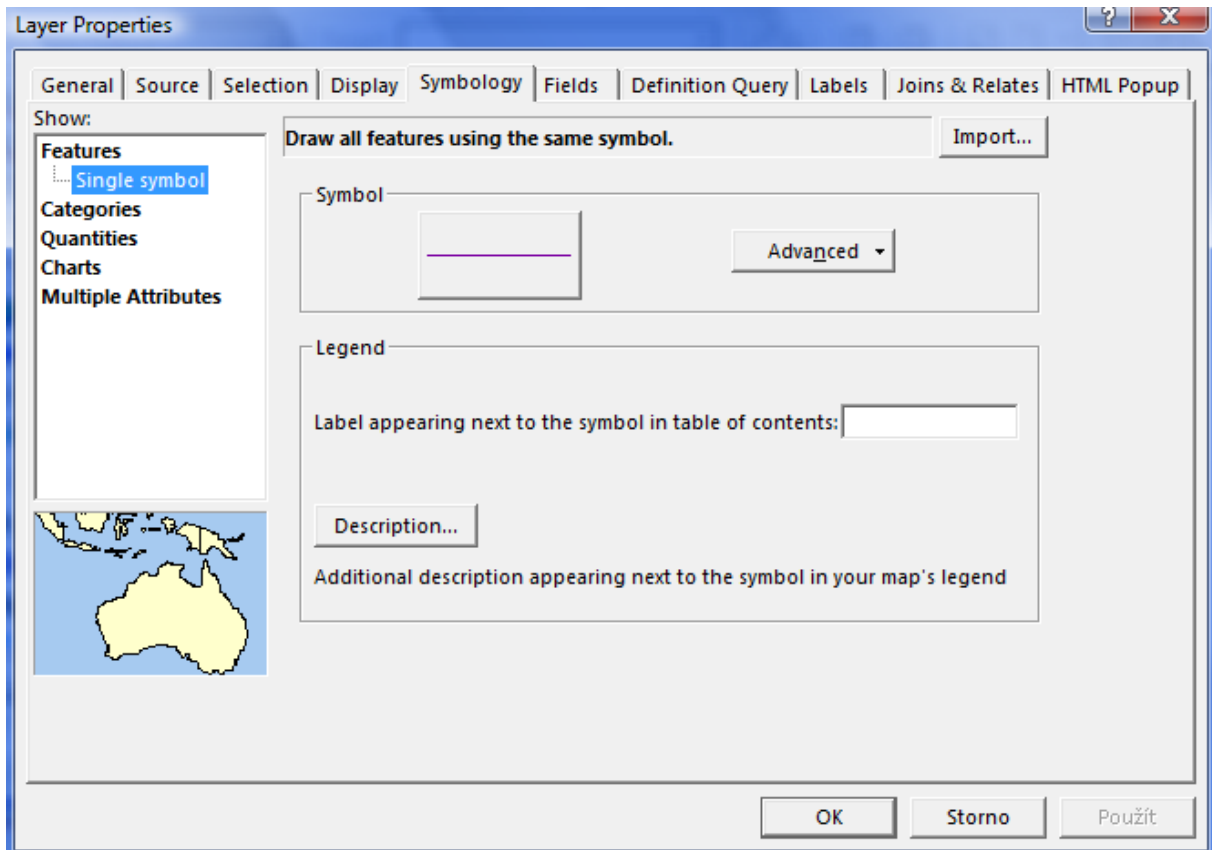 Layer Properties
?
X
General Source Selection Display Symbology Fields Definition Query Labels Joins & Relates HTML Popup
Show:
Features
Single symbol
Categories
Quantities
Charts
Multiple Attributes
Draw all features using the same symbol.
Import...
Symbol
Advanced
Legend
Label appearing next to the symbol in table of contents:
Description...
Additional description appearing next to the symbol in your map's legend
OK
Storno
Použít